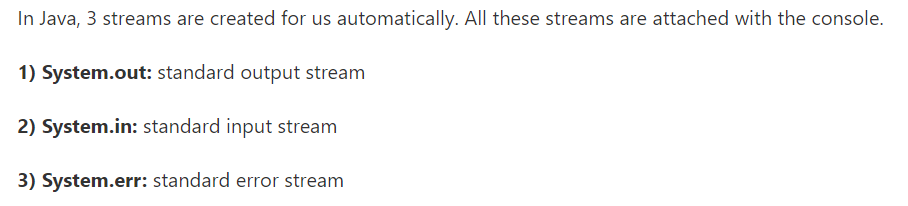 In Java, 3 streams are created for us automatically. All these streams are attached with the console.
1) System.out: standard output stream
2) System.in: standard input stream
3) System.err: standard error stream